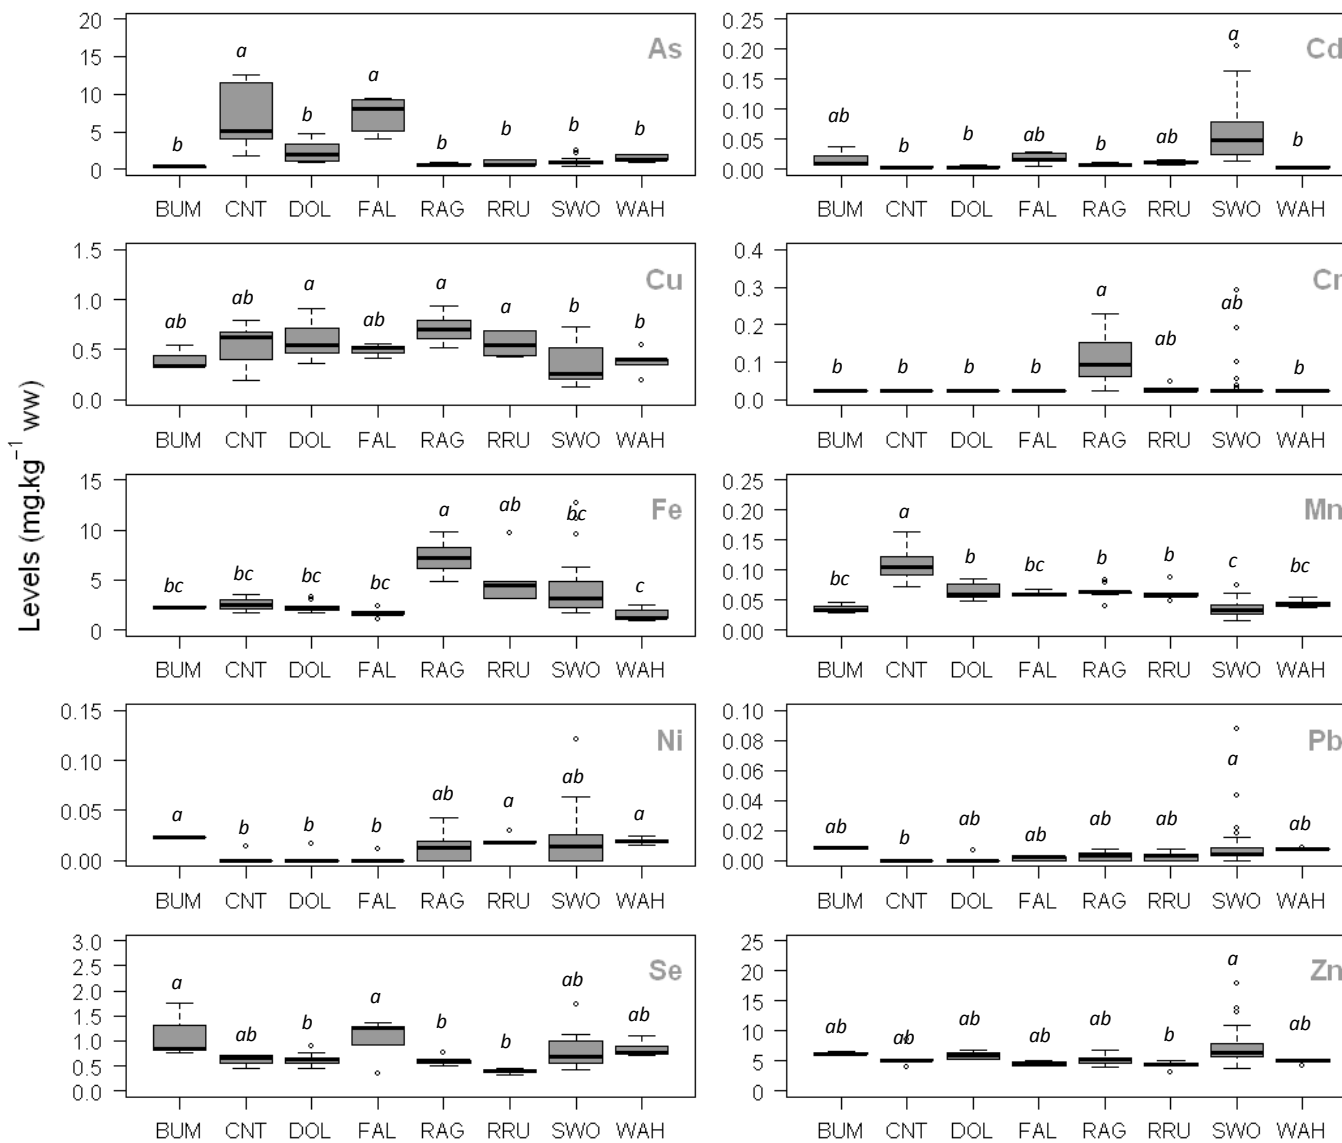 Levels (mg.kg⁻¹ ww)
20
15
10
5
0
As
b
a
b
a
b
b
b
b
BUM CNT DOL FAL RAG RRU SWO WAH
0.25
0.20
0.15
0.10
0.05
0.00
Cd
ab
b
b
ab
b
ab
a
b
BUM CNT DOL FAL RAG RRU SWO WAH
1.5
1.0
0.5
0.0
Cu
ab
ab
a
ab
a
a
b
b
BUM CNT DOL FAL RAG RRU SWO WAH
0.4
0.3
0.2
0.1
0.0
Cr
b
b
b
b
a
ab
ab
b
BUM CNT DOL FAL RAG RRU SWO WAH
15
10
5
0
Fe
bc
bc
bc
bc
a
ab
bc
c
BUM CNT DOL FAL RAG RRU SWO WAH
0.25
0.20
0.15
0.10
0.05
0.00
Mn
bc
a
b
bc
b
b
c
bc
BUM CNT DOL FAL RAG RRU SWO WAH
0.15
0.10
0.05
0.00
Ni
a
b
b
b
ab
a
ab
a
BUM CNT DOL FAL RAG RRU SWO WAH
0.10
0.08
0.06
0.04
0.02
0.00
Pb
ab
b
ab
ab
ab
ab
a
ab
BUM CNT DOL FAL RAG RRU SWO WAH
3.0
2.5
2.0
1.5
1.0
0.5
0.0
Se
a
ab
b
a
b
b
ab
ab
BUM CNT DOL FAL RAG RRU SWO WAH
25
20
15
10
5
0
Zn
ab
ab
ab
ab
ab
b
a
ab
BUM CNT DOL FAL RAG RRU SWO WAH